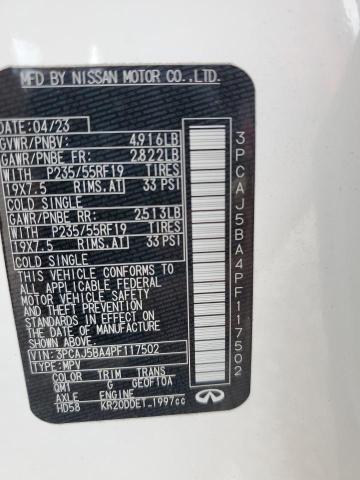 MFD BY NISSAN MOTOR CO.,LTD.
DATE: 04/23
GVWR/PNBV: 4,916LB
GAWR/PNBE FR: 2,822LB
WITH P235/55RF19 TIRES,
19X7.5 RIMS,AT 33 PSI
COLD SINGLE
GAWR/PNBE RR: 2513LB
WITH P235/55RF19 TIRES,
19X7.5 RIMS,AT 33 PSI
COLD SINGLE
THIS VEHICLE CONFORMS TO
ALL APPLICABLE FEDERAL
MOTOR VEHICLE SAFETY
AND THEFT PREVENTION
STANDARDS IN EFFECT ON THE
DATE OF MANUFACTURE
SHOWN ABOVE.
VIN: 3PCAJ5BA4PF117502
TYPE: MPV
COLOR TRIM TRANS
QM1 G GEOF10A
AXLE ENGINE
HD58 KR20DDET 1997cc
3PCAJ5BA4PF117502